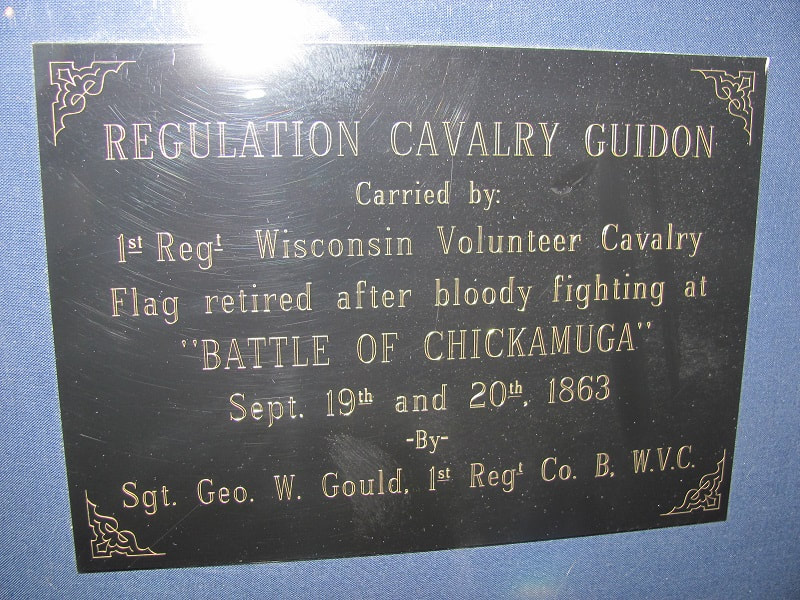 REGULATION CAVALRY GUIDON
Carried by:
1st Regt Wisconsin Volunteer Cavalry
Flag retired after bloody fighting at
"BATTLE OF CHICKAMUGA"
Sept. 19th and 20th, 1863
-By-
Sgt. Geo. W. Gould, 1st Regt Co. B, W.V.C.